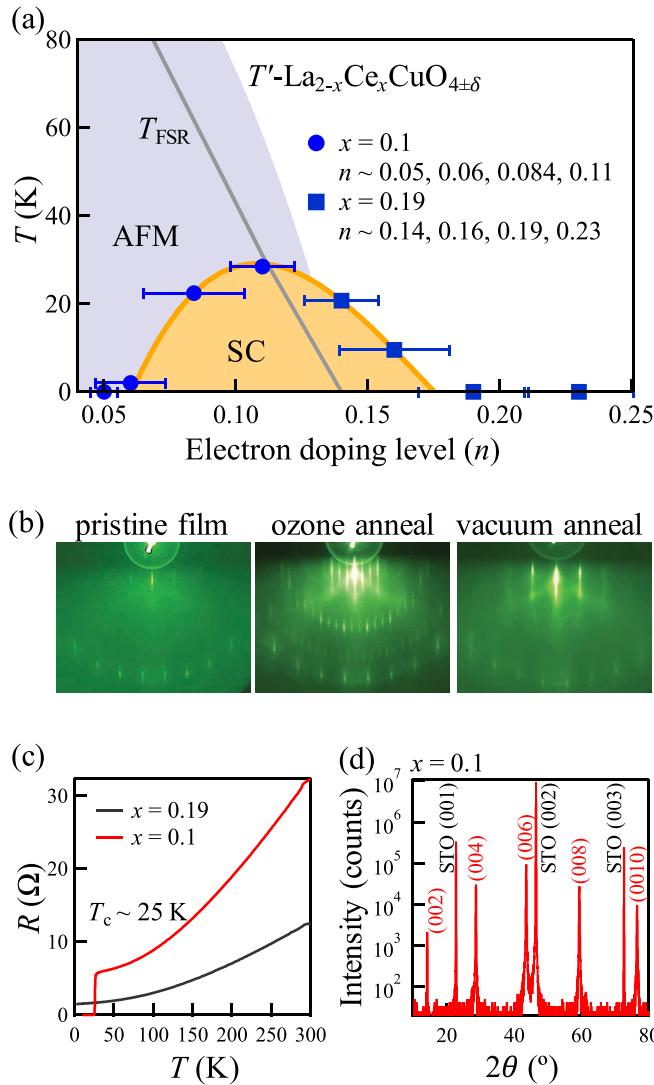 (a)
80
60
40
20
0
T (K)
T′-La2-xCexCuO4±δ
TFSR
x = 0.1
n ~ 0.05, 0.06, 0.084, 0.11
x = 0.19
n ~ 0.14, 0.16, 0.19, 0.23
AFM
SC
0.05 0.10 0.15 0.20 0.25
Electron doping level (n)
(b)
pristine film ozone anneal vacuum anneal
(c)
30
20
10
0
R (Ω)
x = 0.19
x = 0.1
Tc ~ 25 K
0 50 100 150 200 250 300
T (K)
(d)
x = 0.1
10^7
10^6
10^5
10^4
10^3
10^2
Intensity (counts)
(002)
STO (001)
(004)
(006)
STO (002)
(008)
STO (003)
(0010)
20 40 60 80
2θ (º)